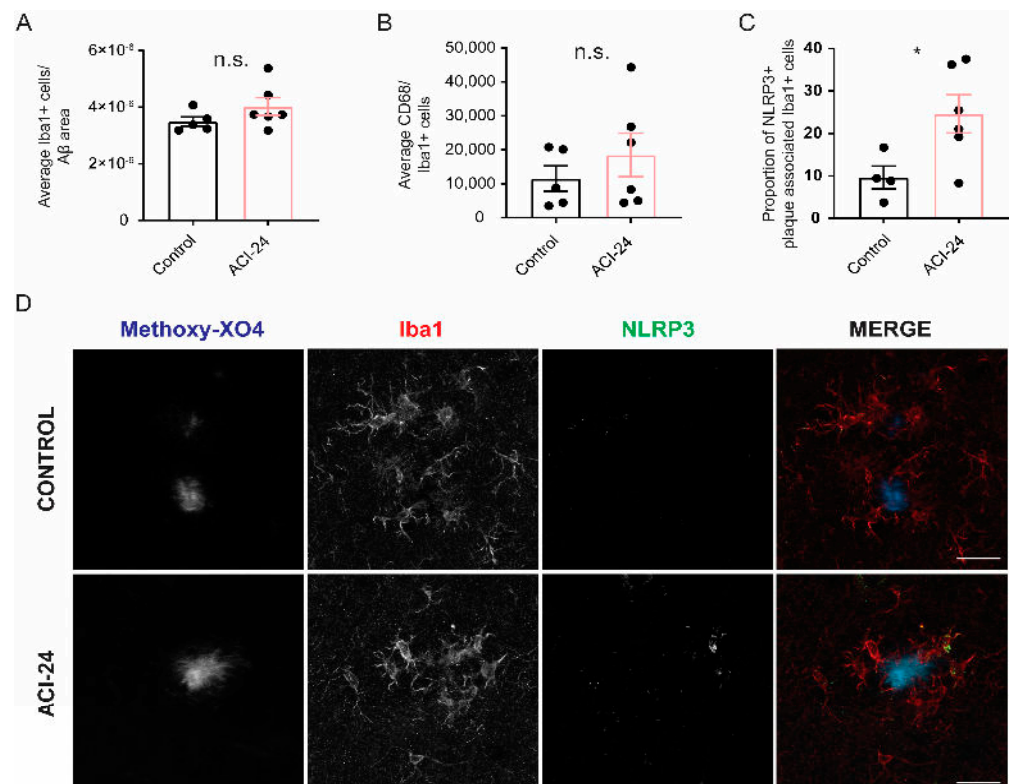 A
Average Iba1+ cells/
Aβ area
6×10⁻⁸
4×10⁻⁸
2×10⁻⁸
0
n.s.
Control
ACI-24
B
Average CD68/
Iba1+ cells
50,000
40,000
30,000
20,000
10,000
0
n.s.
Control
ACI-24
C
Proportion of NLRP3+
plaque associated Iba1+ cells
40
30
20
10
0
*
Control
ACI-24
D
Methoxy-XO4 Iba1 NLRP3 MERGE
CONTROL
ACI-24